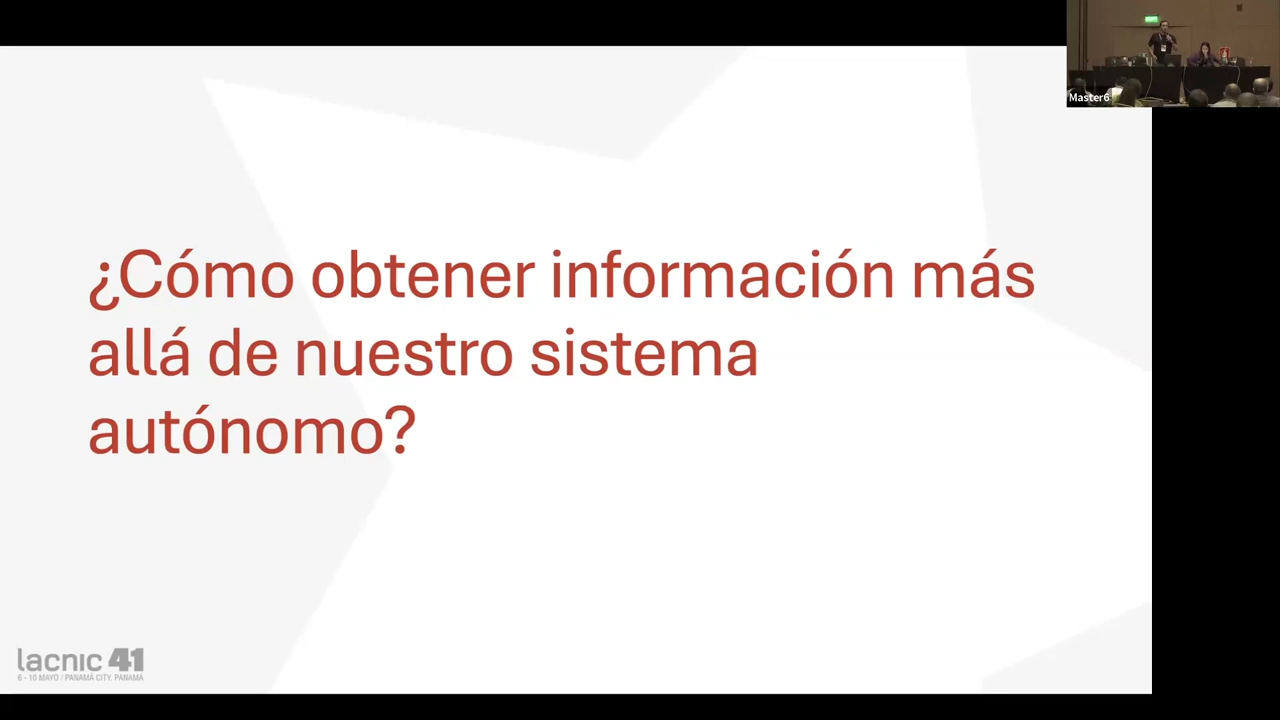 Master6
¿Cómo obtener información más
allá de nuestro sistema
autónomo?
lacnic 41
6 - 10 MAYO / PANAMÁ CITY, PANAMÁ